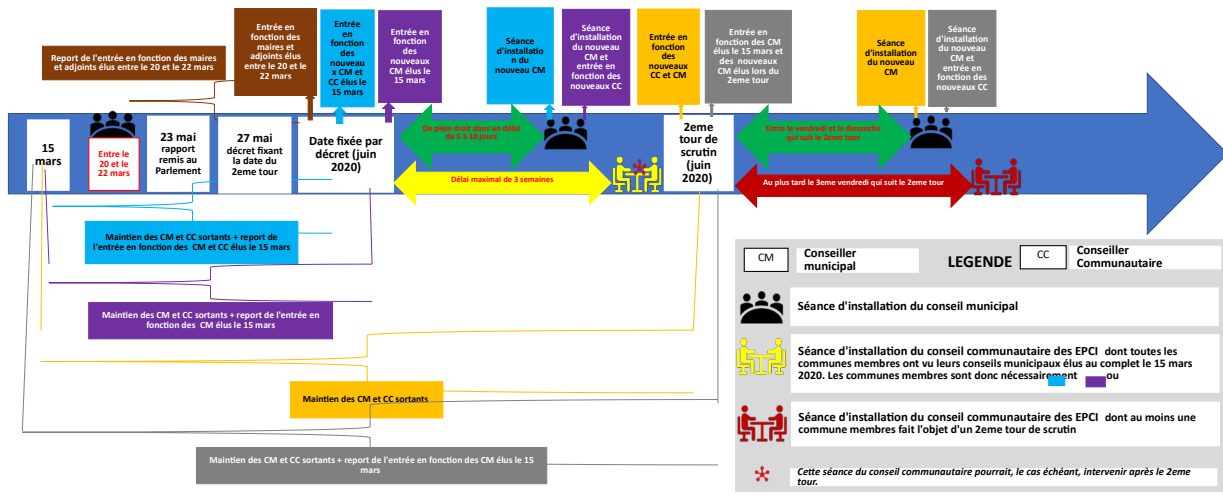 Report de l'entrée en fonction des maires
et adjoints élus entre le 20 et le 22 mars
Entrée en
fonction
des maires
et adjoints
élus entre
le 20 et le
22 mars
Entrée en
fonction
des
nouveau
x CM et
CC élus le
15 mars
Entrée en
fonction
des
nouveaux
CM élus le
15 mars
Séance
d'installatio
n du
nouveau CM
Séance
d'installation
du nouveau
CM et
entrée en
fonction des
nouveaux CC
Entrée en
fonction
des
nouveaux
CC et CM
Entrée en
fonction des CM
élus le 15 mars et
des nouveaux
CM élus lors du
2eme tour
Séance
d'installation
du nouveau
CM
Séance
d'installation
du nouveau
CM et entrée
en fonction
des
nouveaux CC
15
mars
Entre le
20 et le
22 mars
23 mai
rapport
remis au
Parlement
27 mai
décret fixant
la date du
2eme tour
Date fixée par
décret (juin
2020)
De plein droit dans un délai
de 5 à 10 jours
Délai maximal de 3 semaines
2eme
tour de
scrutin
(juin
2020)
Entre le vendredi et le dimanche
qui suit le 2eme tour
Au plus tard le 3eme vendredi qui suit le 2eme tour
Maintien des CM et CC sortants + report de
l'entrée en fonction des CM et CC élus le 15 mars
Maintien des CM et CC sortants + report de l'entrée en
fonction des CM élus le 15 mars
Maintien des CM et CC sortants
Maintien des CM et CC sortants + report de l'entrée en fonction des CM élus le 15
mars
CM
Conseiller
municipal
LEGENDE
CC
Conseiller
Communautaire
Séance d'installation du conseil municipal
Séance d'installation du conseil communautaire des EPCI dont toutes les
communes membres ont vu leurs conseils municipaux élus au complet le 15 mars
2020. Les communes membres sont donc nécessairement ou
Séance d'installation du conseil communautaire des EPCI dont au moins une
commune membres fait l'objet d'un 2eme tour de scrutin
Cette séance du conseil communautaire pourrait, le cas échéant, intervenir après le 2eme
tour.